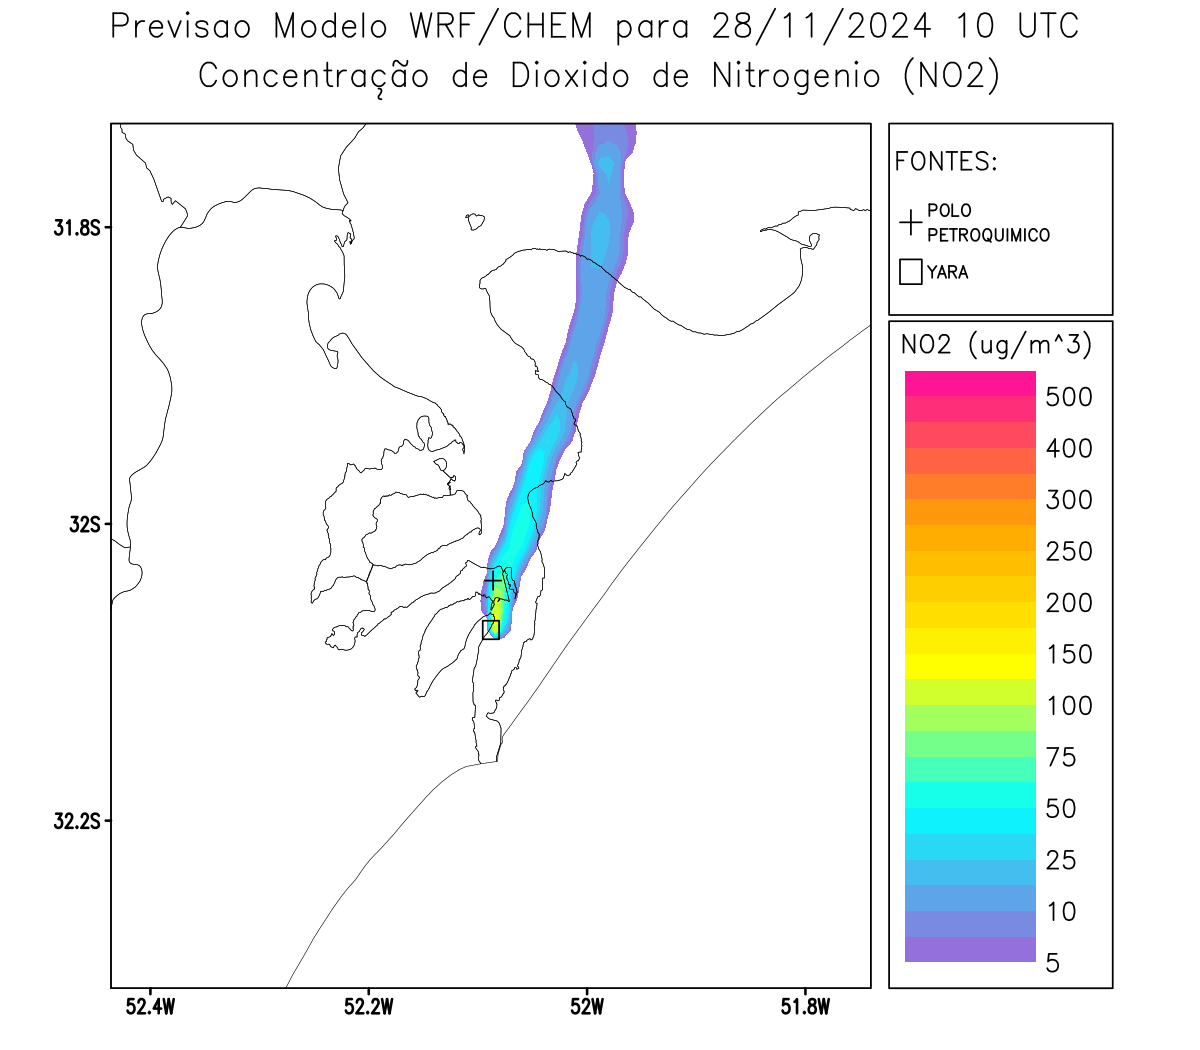 Previsao Modelo WRF/CHEM para 28/11/2024 10 UTC
Concentração de Dioxido de Nitrogenio (NO2)
FONTES:
POLO
PETROQUIMICO
YARA
31.8S
32S
32.2S
52.4W
52.2W
52W
51.8W
NO2 (ug/m^3)
500
400
300
250
200
150
100
75
50
25
10
5